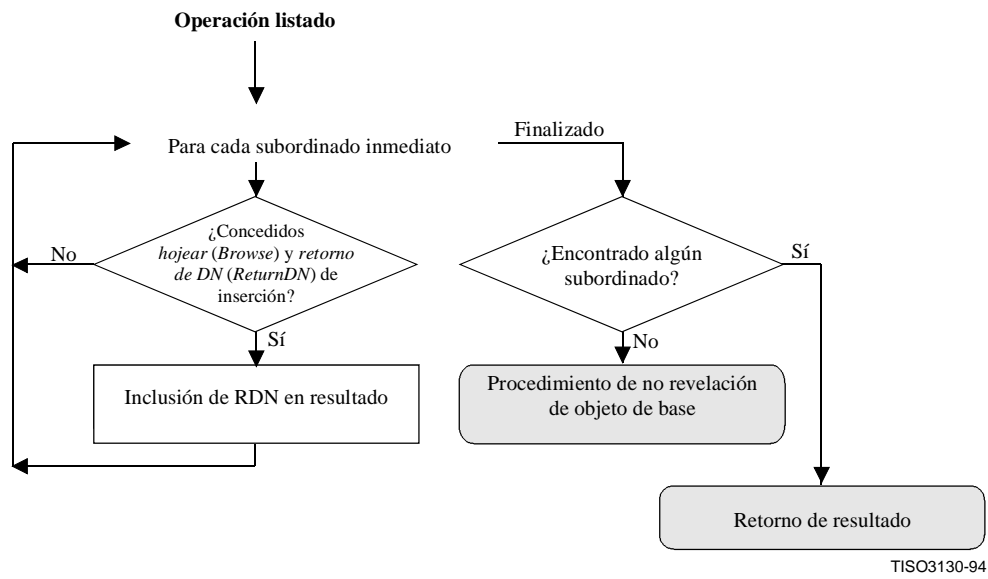 Operación listado
Para cada subordinado inmediato
Finalizado
¿Concedidos
hojear (Browse) y retorno
de DN (ReturnDN) de
inserción?
No
Sí
Inclusión de RDN en resultado
¿Encontrado algún
subordinado?
Sí
No
Procedimiento de no revelación
de objeto de base
Retorno de resultado
TISO3130-94